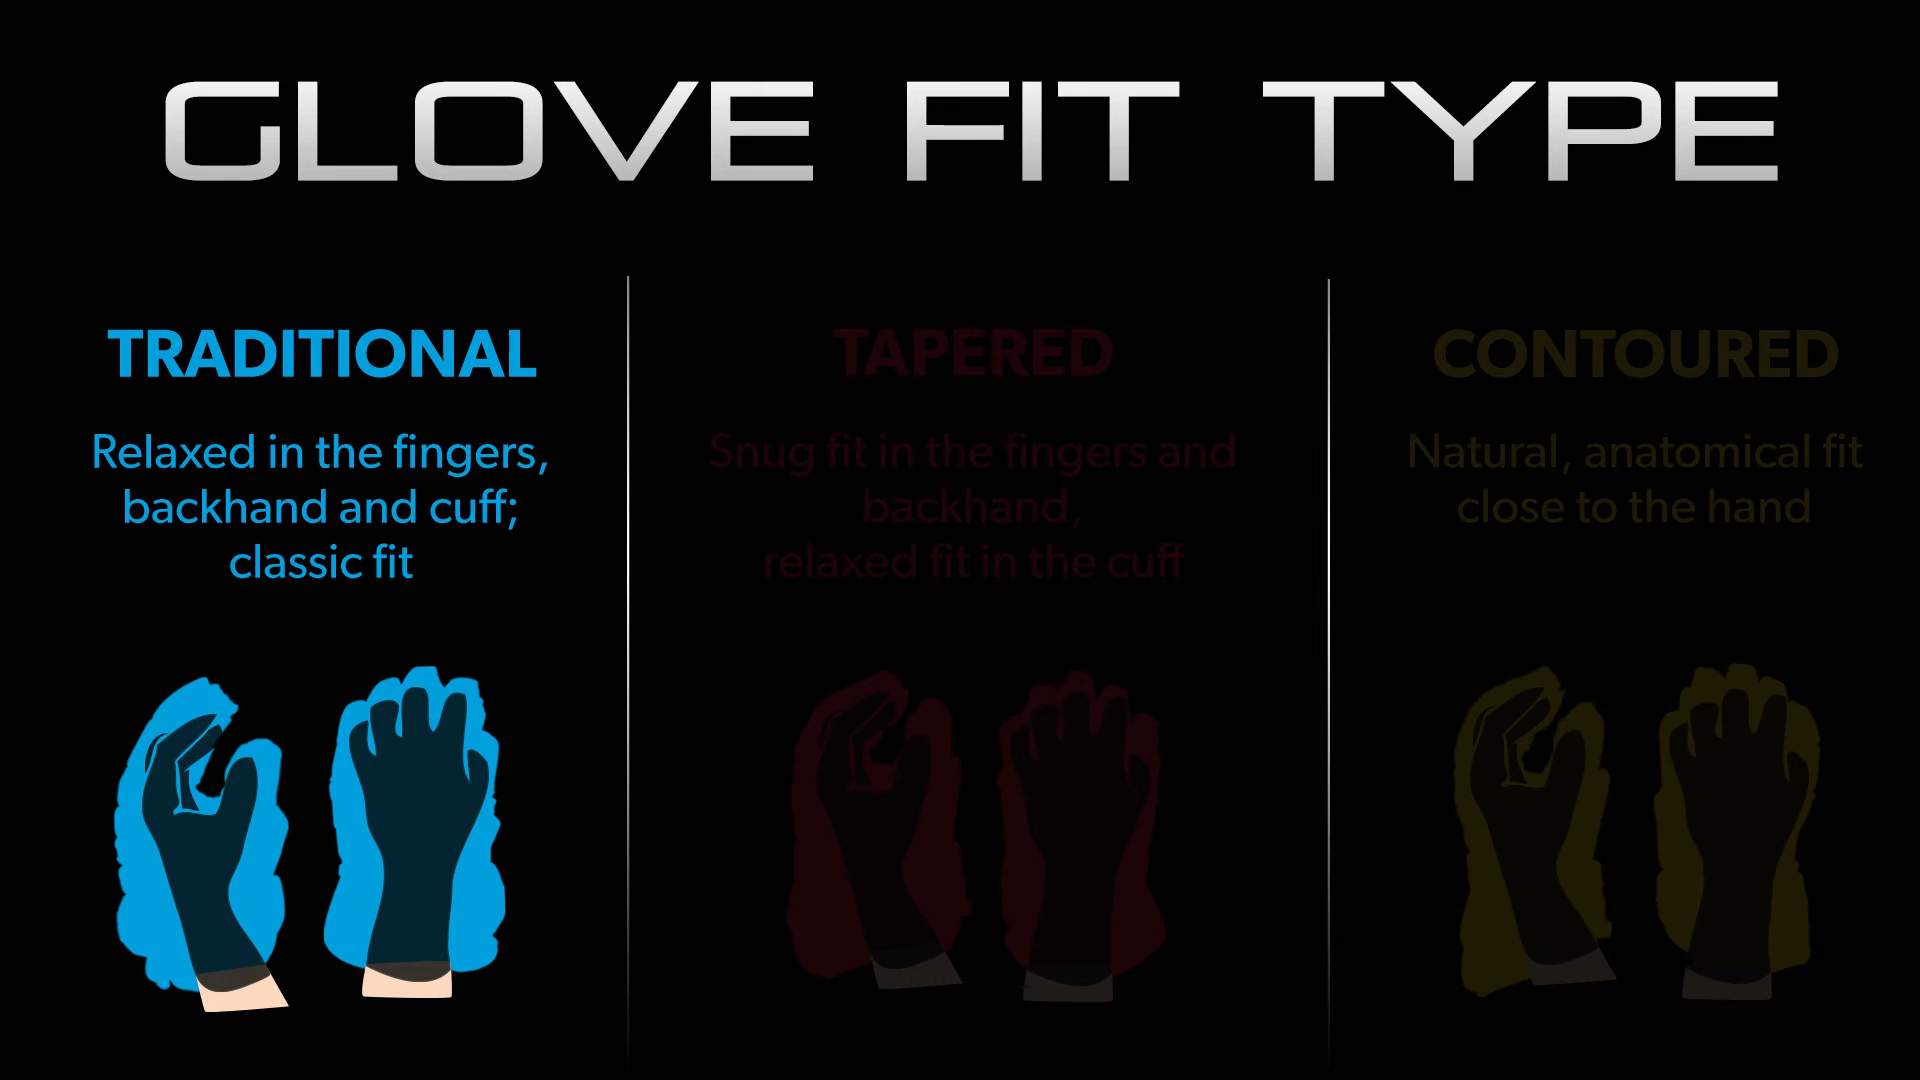 GLOVE FIT TYPE
TRADITIONAL
Relaxed in the fingers,
backhand and cuff;
classic fit
TAPERED
Snug fit in the fingers and
backhand,
relaxed fit in the cuff
CONTOURED
Natural, anatomical fit
close to the hand